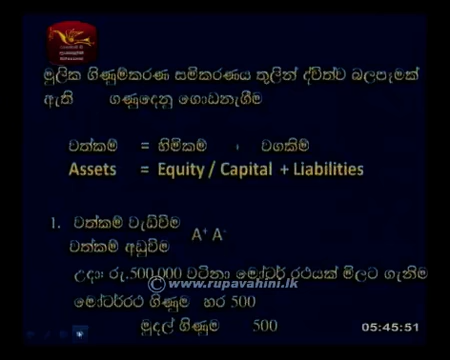 මූලික ගිණුම්කරණ සමීකරණය තුලින් ද්විත්ව බලපෑමක්
ඇති ගණුදෙනු ගොඩනැගීම
වත්කම් = හිමිකම් + වගකීම්
Assets = Equity / Capital + Liabilities
1. වත්කම් වැඩිවීම
වත්කම් අඩුවීම A⁺ A⁻
උදා: රු.500,000 වටිනා මෝටර් රථයක් මිලට ගැනීම
© www.rupavahini.lk
මෝටර්රථ ගිණුම හර 500
මුදල් ගිණුම 500
05:45:51